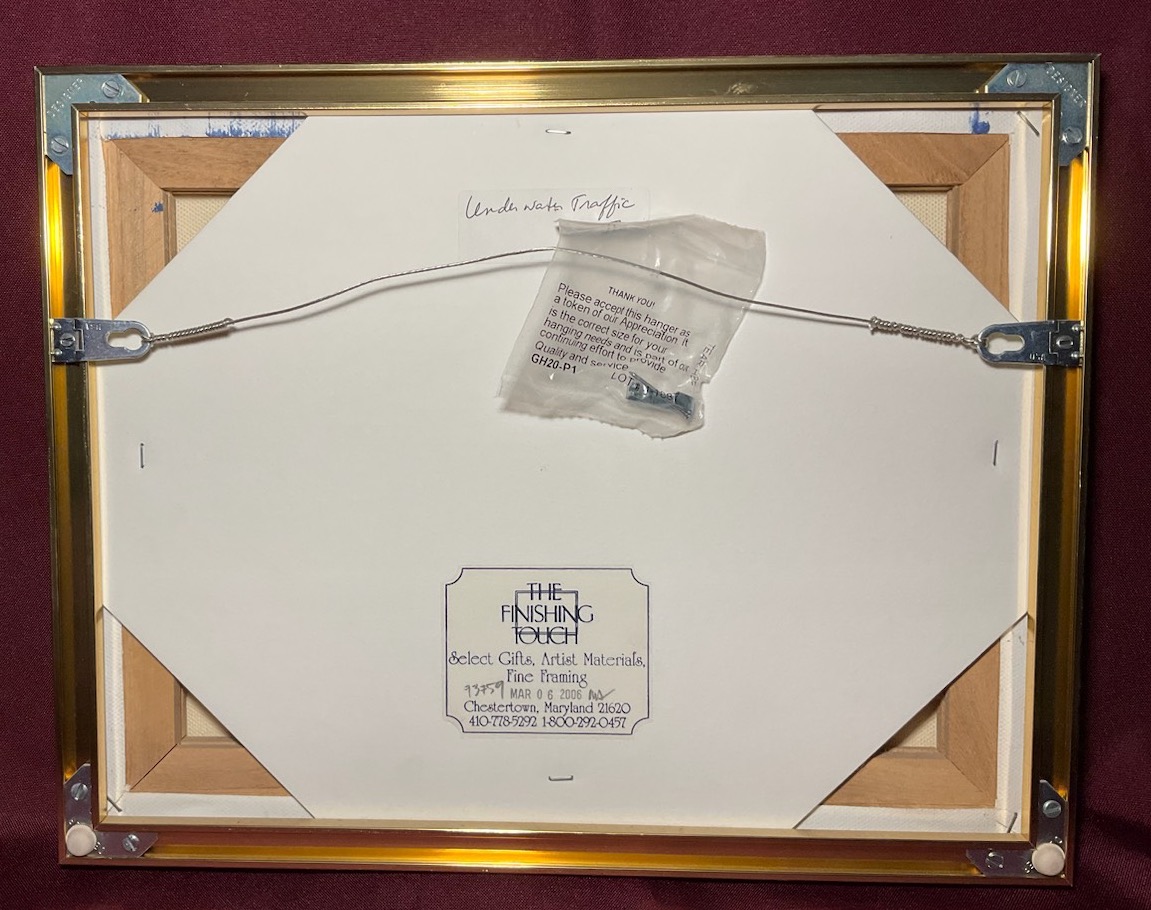 Underwater Traffic
THANK YOU!
Please accept this hanger as
a token of our Appreciation. It
is the correct size for your
hanging needs and is part of our
continuing effort to provide
Quality and service
GH20-P1
LOT
THE
FINISHING
TOUCH
Select Gifts, Artist Materials,
Fine Framing
93759 MAR 06 2006
Chestertown, Maryland 21620
410-778-5292 1-800-292-0457